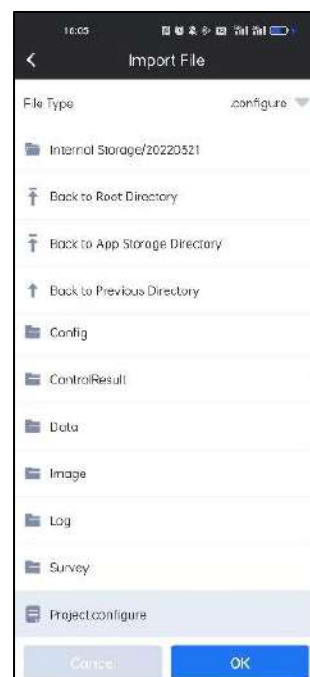 16:05
Import File
File Type .configure
Internal Storage/20220521
Back to Root Directory
Back to App Storage Directory
Back to Previous Directory
Config
ControlResult
Data
Image
Log
Survey
Project.configure
Cancel OK